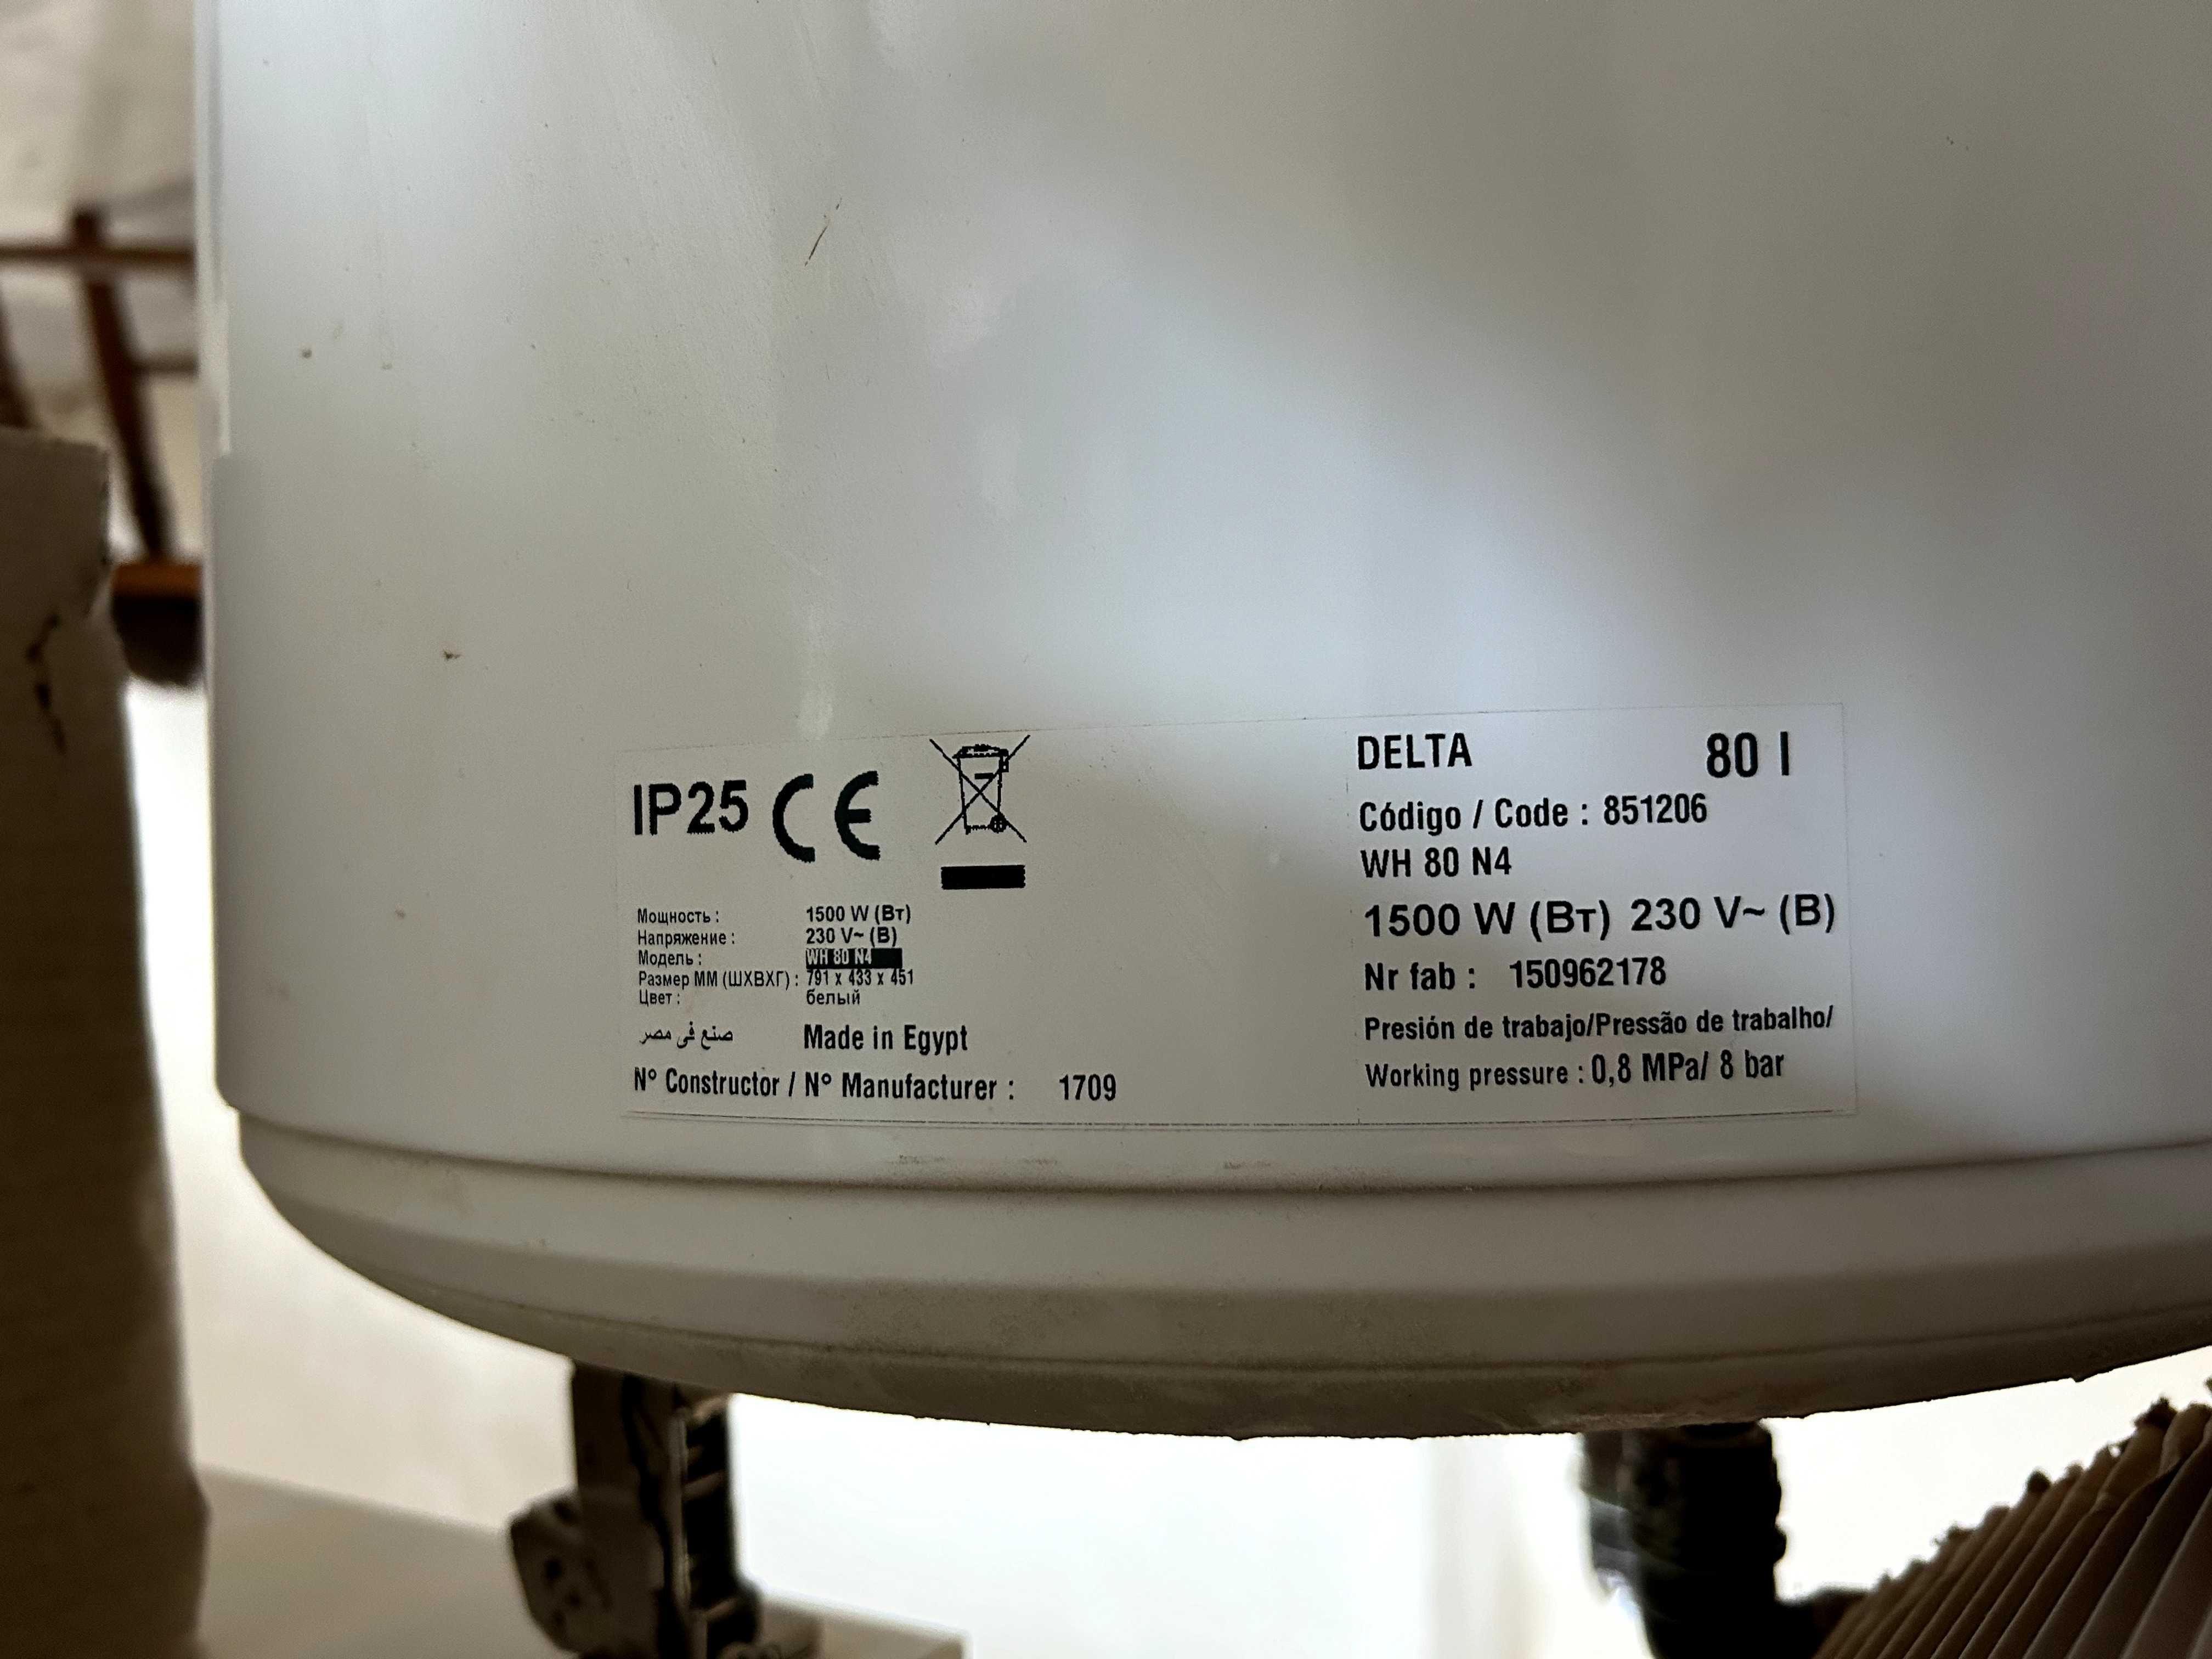 IP25 CE
Мощность : 1500 W (Вт)
Напряжение : 230 V~ (В)
Модель : WH 80 N4
Размер ММ (ШХВХГ) : 791 x 433 x 451
Цвет : белый
صنع في مصر Made in Egypt
N° Constructor / N° Manufacturer : 1709
DELTA 80 l
Código / Code : 851206
WH 80 N4
1500 W (Вт) 230 V~ (В)
Nr fab : 150962178
Presión de trabajo/Pressão de trabalho/
Working pressure : 0,8 MPa/ 8 bar